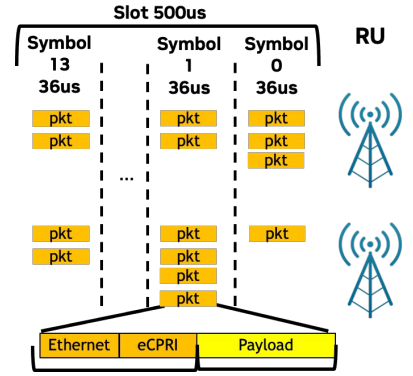 Slot 500us
RU
Symbol
13
36us
Symbol
1
36us
Symbol
0
36us
pkt pkt pkt
pkt pkt pkt
pkt
...
pkt pkt pkt
pkt pkt
pkt
pkt
Ethernet eCPRI Payload